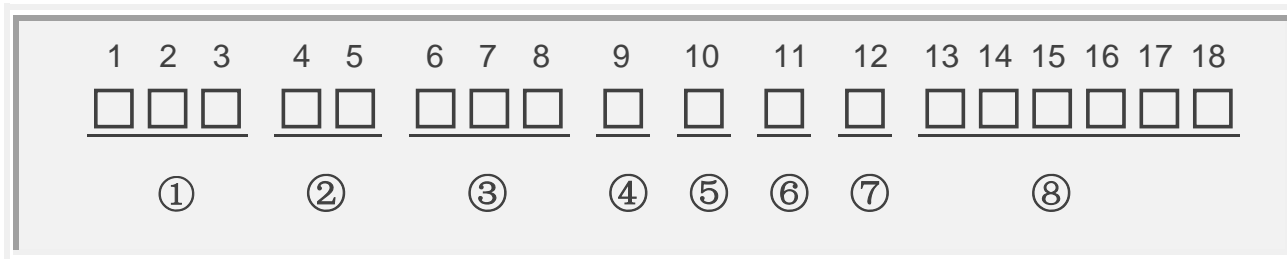 1 2 3 4 5 6 7 8 9 10 11 12 13 14 15 16 17 18
□□□ □□ □□□ □ □ □ □ □□□□□□
① ② ③ ④ ⑤ ⑥ ⑦ ⑧